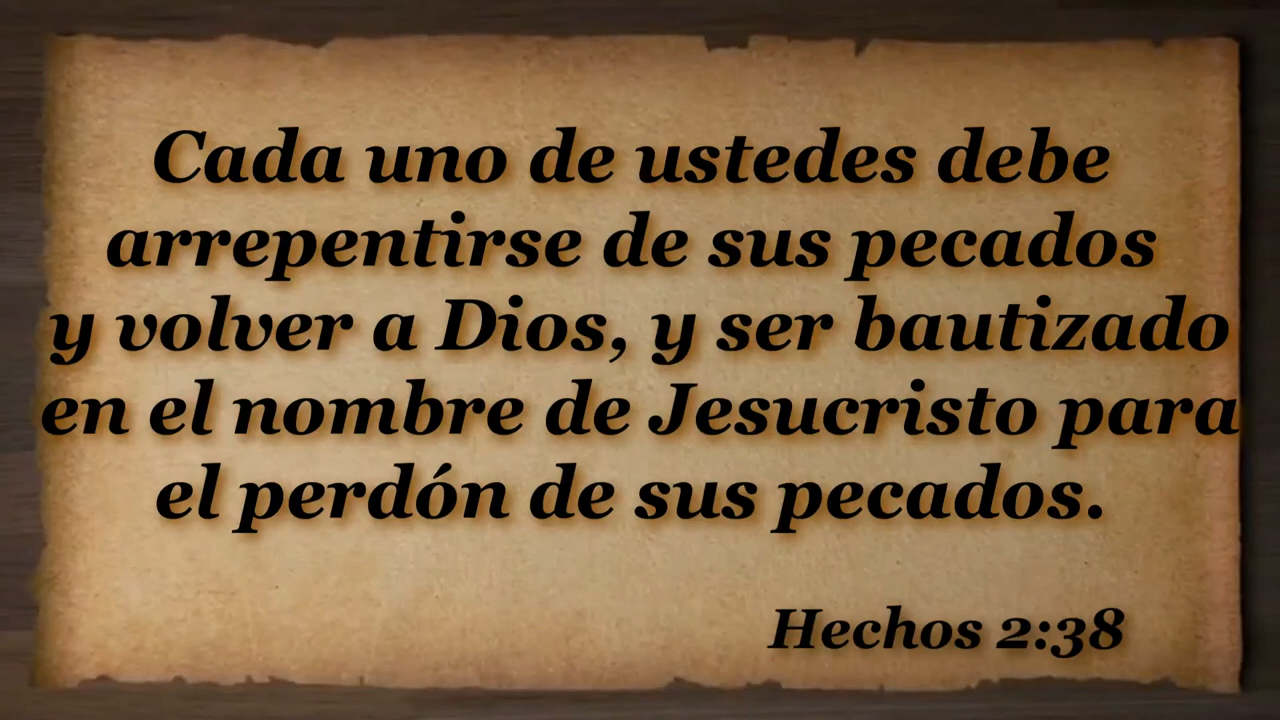 Cada uno de ustedes debe
arrepentirse de sus pecados
y volver a Dios, y ser bautizado
en el nombre de Jesucristo para
el perdón de sus pecados.
Hechos 2:38